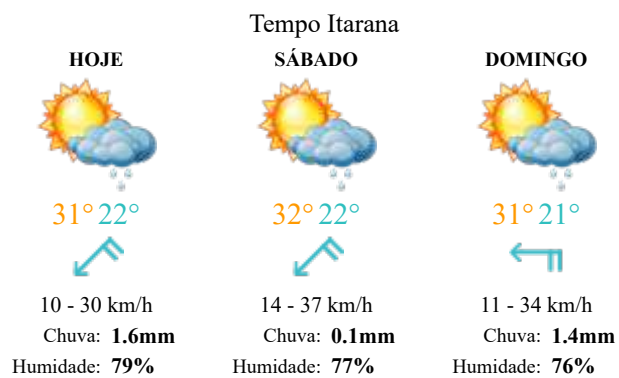 Tempo Itarana
HOJE SÁBADO DOMINGO
31° 22° 32° 22° 31° 21°
10 - 30 km/h 14 - 37 km/h 11 - 34 km/h
Chuva: 1.6mm Chuva: 0.1mm Chuva: 1.4mm
Humidade: 79% Humidade: 77% Humidade: 76%